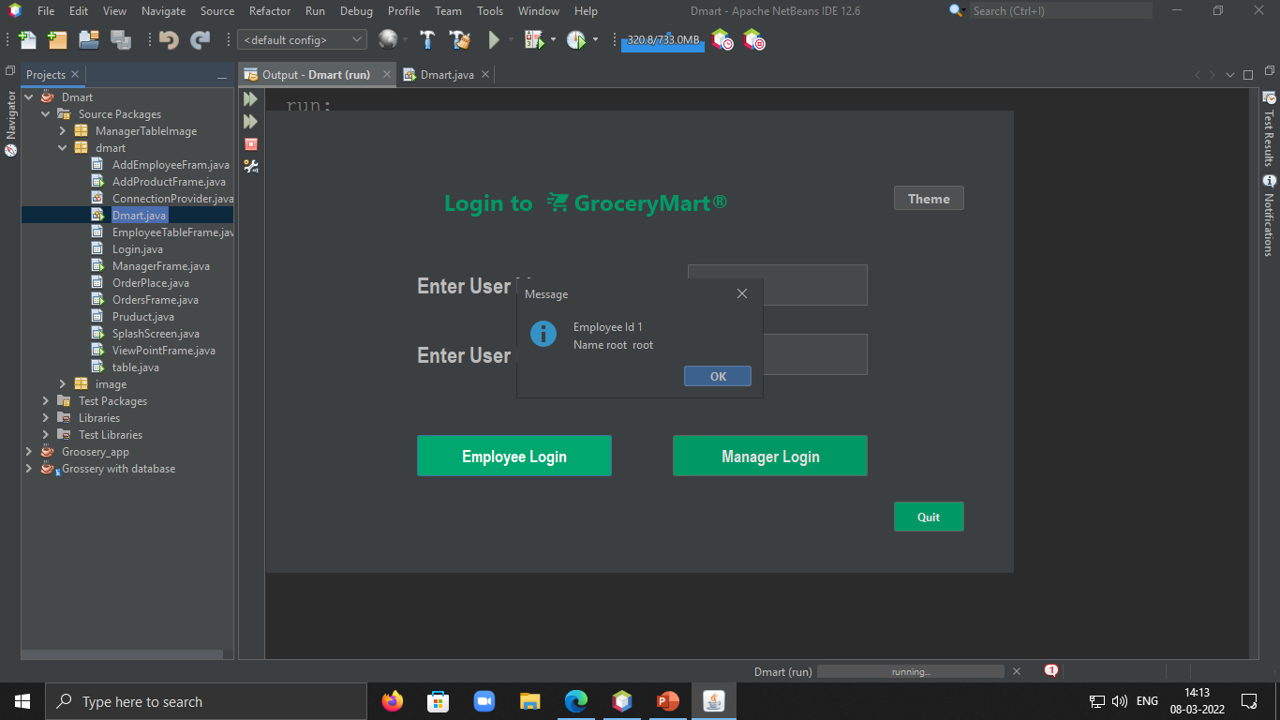 File Edit View Navigate Source Refactor Run Debug Profile Team Tools Window Help Dmart - Apache NetBeans IDE 12.6 Search (Ctrl+I)
<default config> 320.8/733.0MB
Projects Output - Dmart (run) Dmart.java
Navigator
Dmart
Source Packages
ManagerTableImage
dmart
AddEmployeeFram.java
AddProductFrame.java
ConnectionProvider.java
Dmart.java
EmployeeTableFrame.jav
Login.java
ManagerFrame.java
OrderPlace.java
OrdersFrame.java
Pruduct.java
SplashScreen.java
ViewPointFrame.java
table.java
image
Test Packages
Libraries
Test Libraries
Groosery_app
Grossery with database
run:
Login to GroceryMart®
Theme
Enter User
Enter User
Message
Employee Id 1
Name root root
OK
Employee Login Manager Login
Quit
Test Results
Notifications
Dmart (run) running... 1
Type here to search
ENG 14:13
08-03-2022